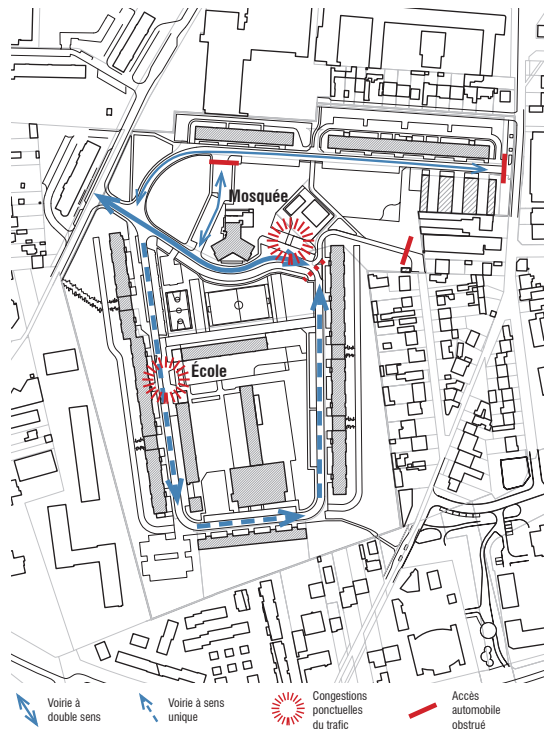 Mosquée
École
Voirie à
double sens
Voirie à sens
unique
Congestions
ponctuelles
du trafic
Accès
automobile
obstrué